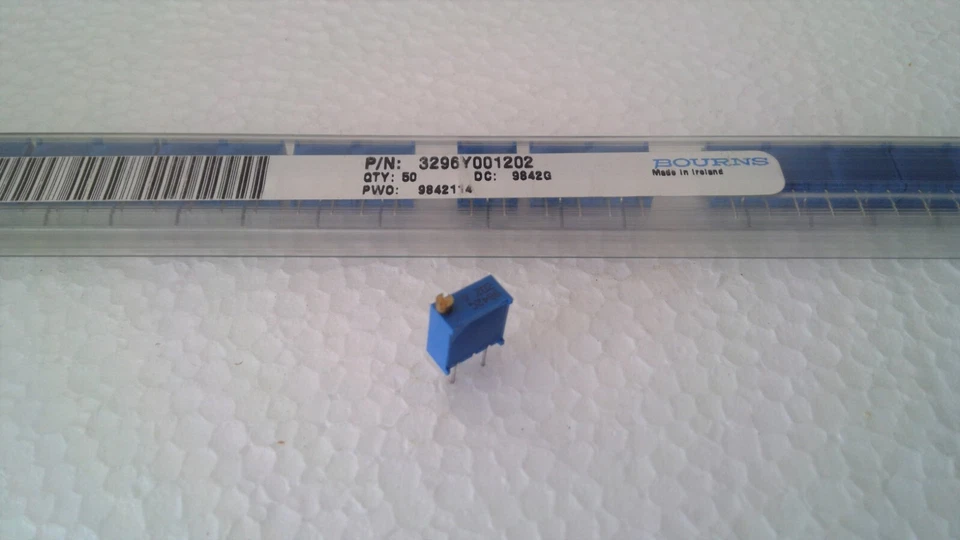 P/N: 3296Y001202
QTY: 50 DC: 9842G
PWO: 9842114
BOURNS
Made in Ireland